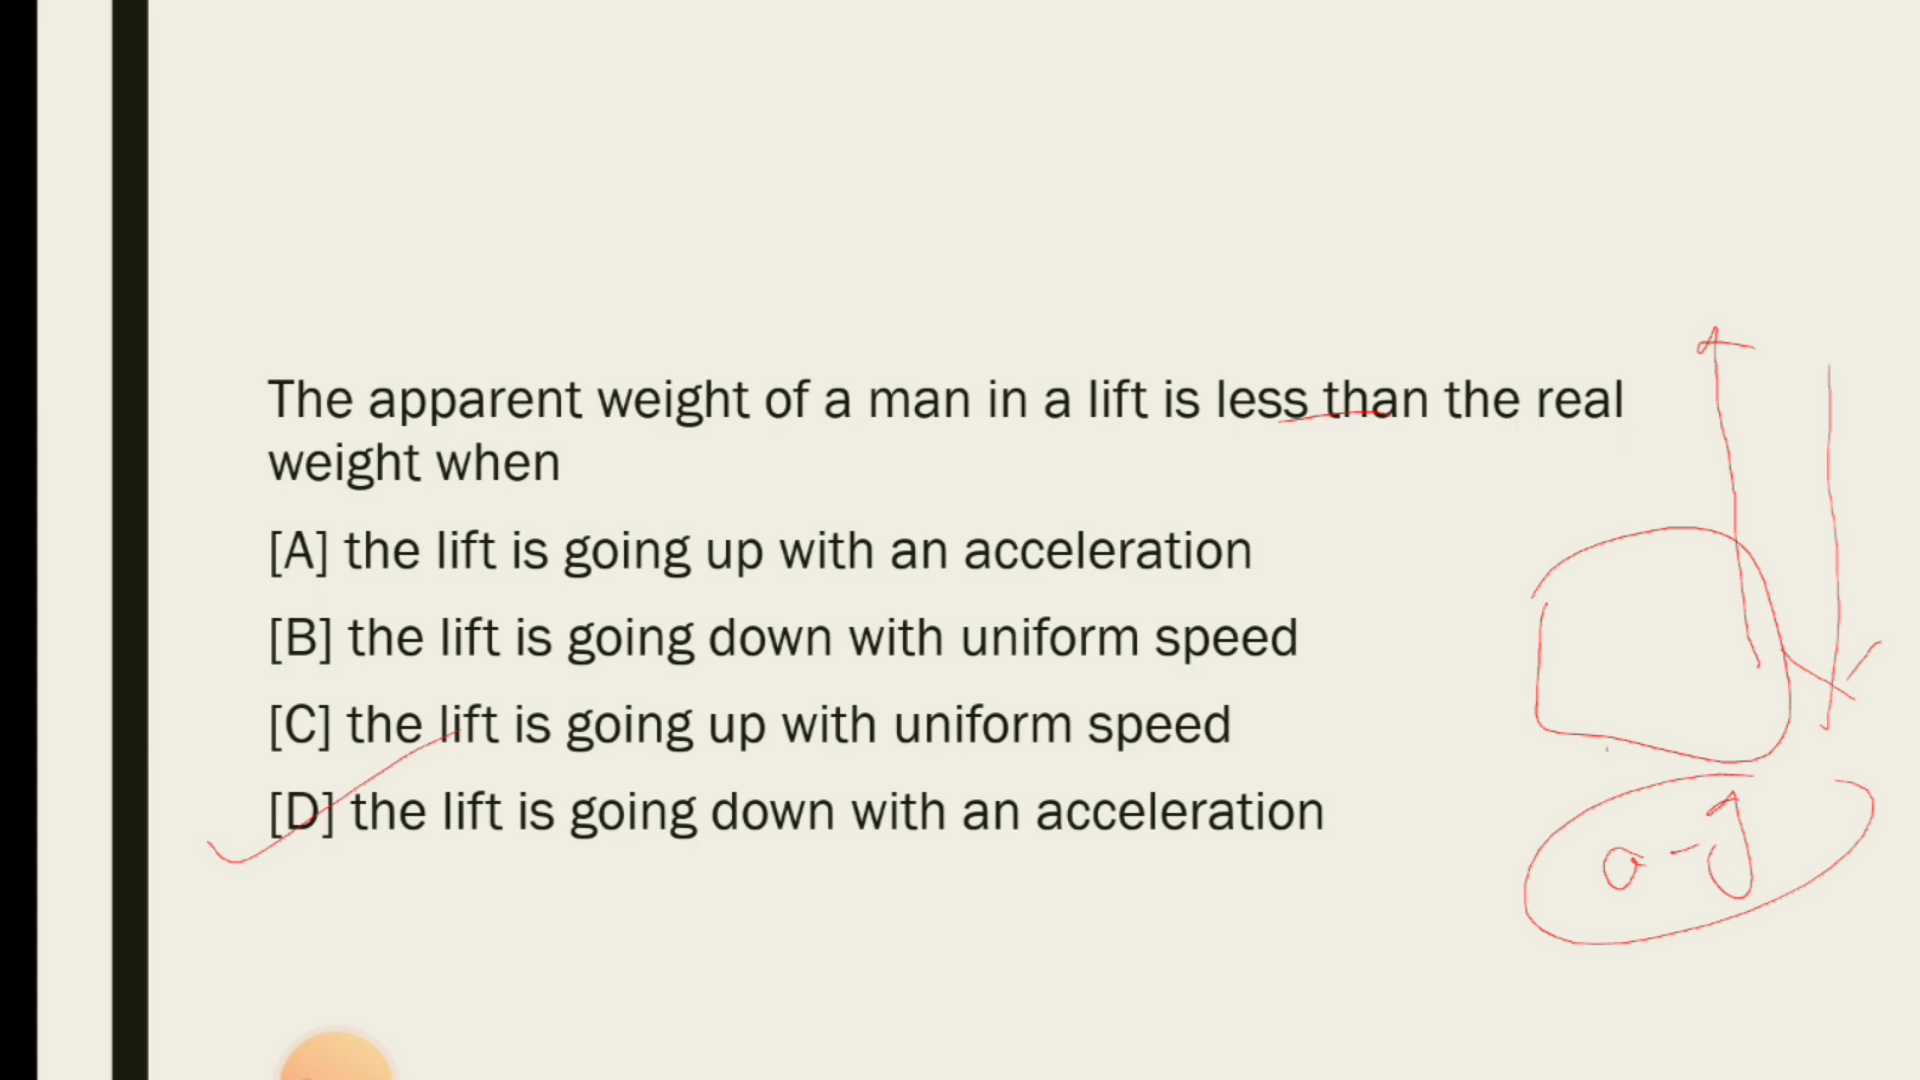 The apparent weight of a man in a lift is less than the real
weight when
[A] the lift is going up with an acceleration
[B] the lift is going down with uniform speed
[C] the lift is going up with uniform speed
[D] the lift is going down with an acceleration